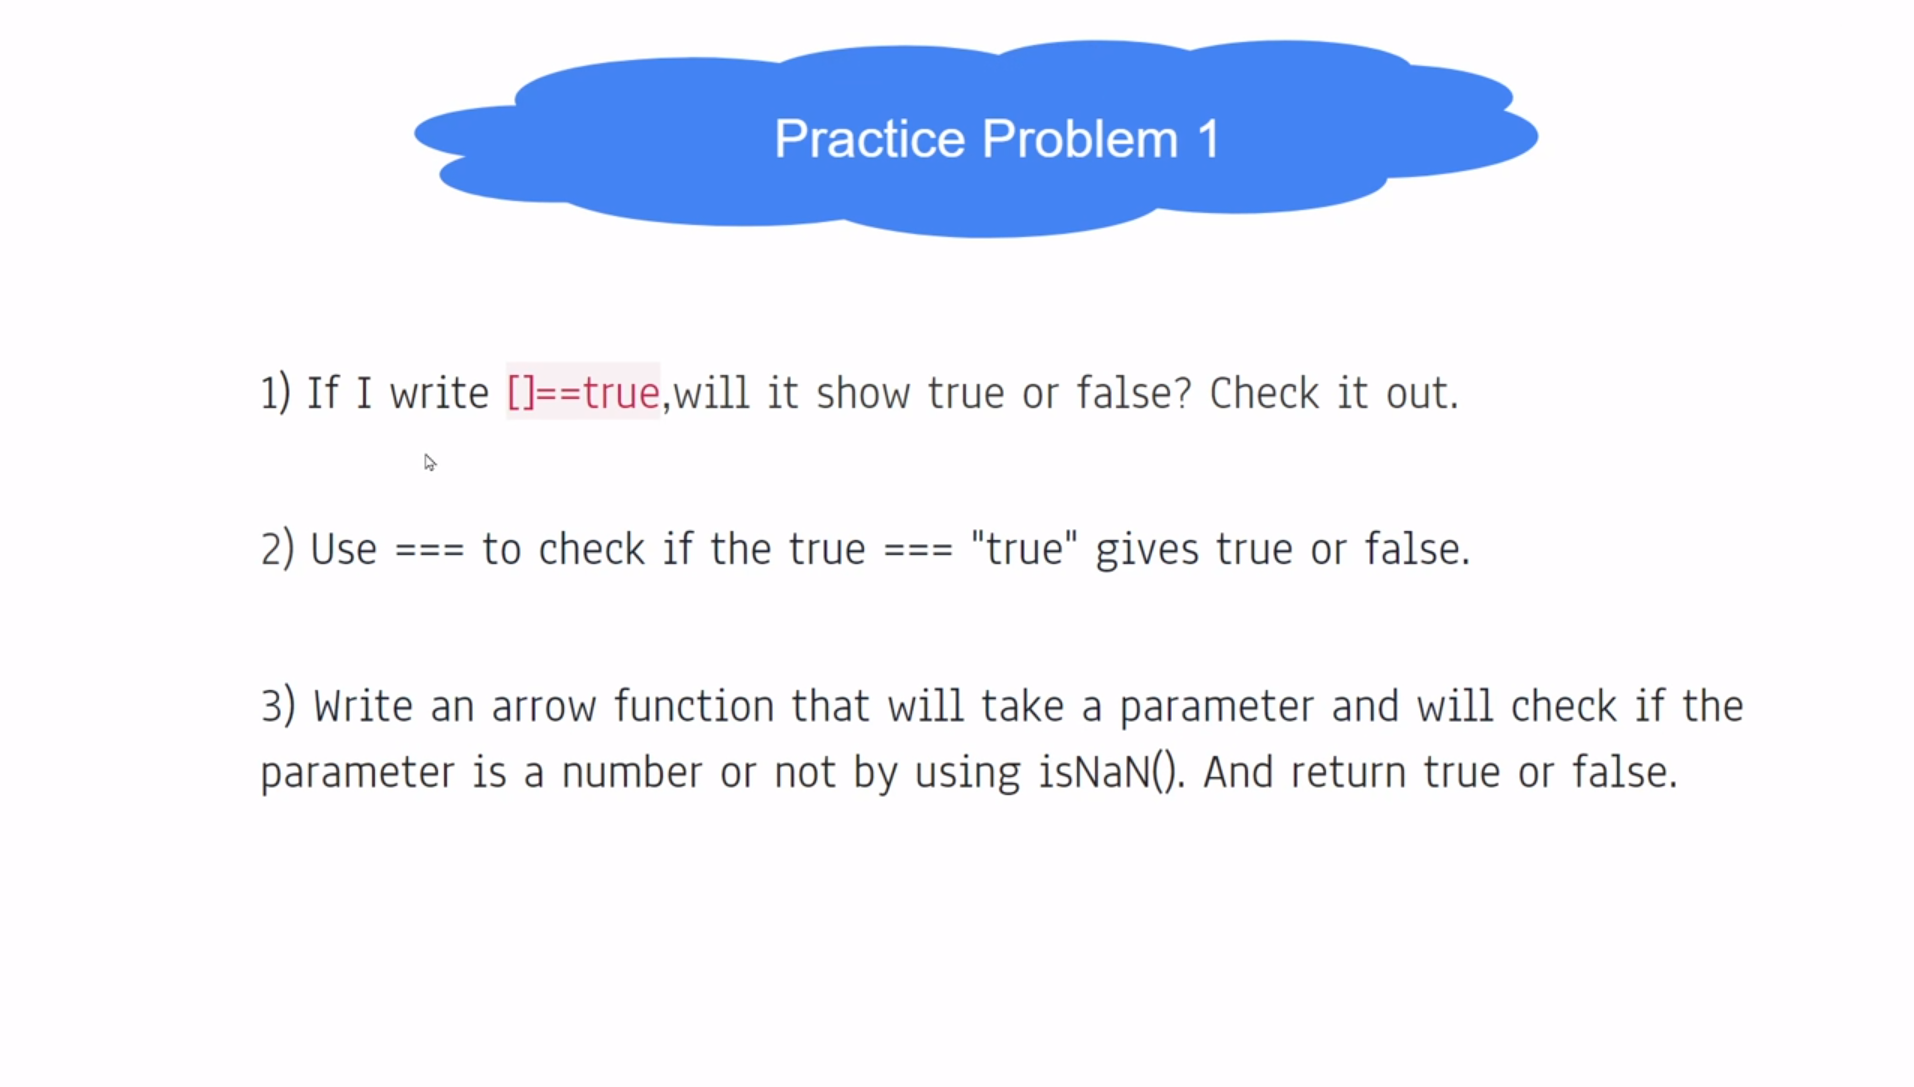 Practice Problem 1
1) If I write []==true,will it show true or false? Check it out.
2) Use === to check if the true === "true" gives true or false.
3) Write an arrow function that will take a parameter and will check if the
parameter is a number or not by using isNaN(). And return true or false.